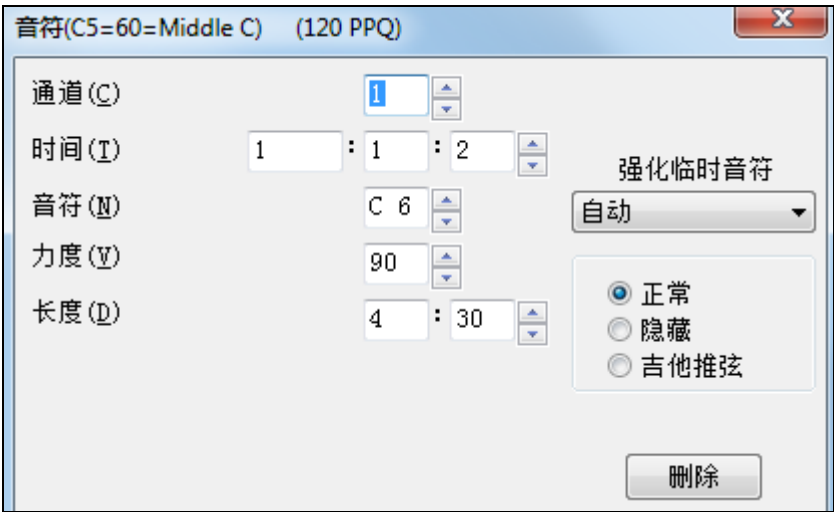 音符(C5=60=Middle C) (120 PPQ)
通道(C) 1
时间(T) 1 : 1 : 2
强化临时音符
音符(N) C 6 自动
力度(V) 90
正常
长度(D) 4 : 30
隐藏
吉他推弦
删除